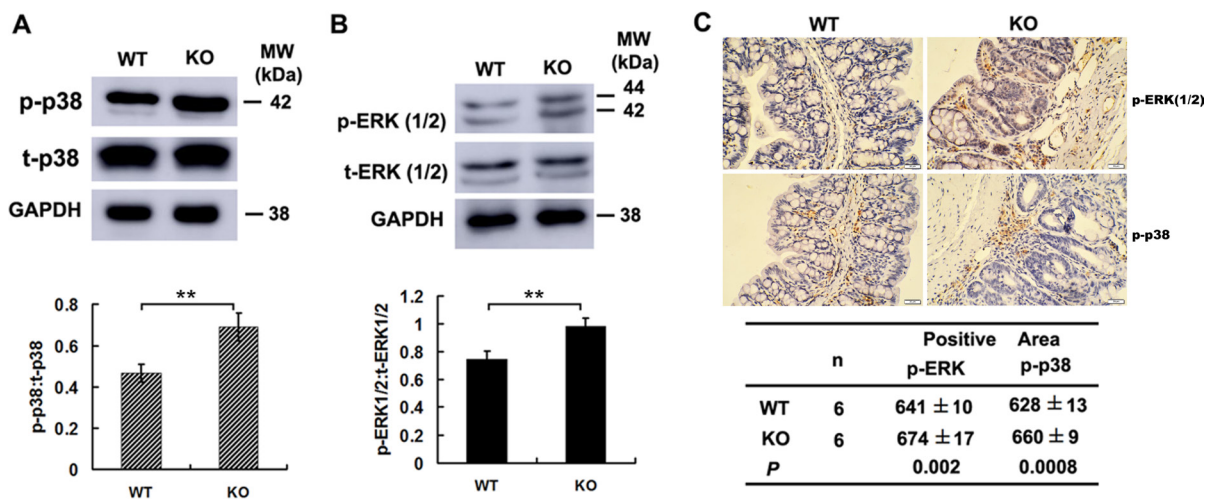 A
WT KO MW (kDa)
p-p38 42
t-p38
GAPDH 38
0.8
0.6
0.4
0.2
0
p-p38:t-p38
**
WT KO
B
WT KO MW (kDa)
44
p-ERK (1/2) 42
t-ERK (1/2)
GAPDH 38
1.2
1
0.8
0.6
0.4
0.2
0
p-ERK1/2:t-ERK1/2
**
WT KO
C
WT KO
p-ERK(1/2)
p-p38
Positive Area
n p-ERK p-p38
WT 6 641 ± 10 628 ± 13
KO 6 674 ± 17 660 ± 9
P 0.002 0.0008